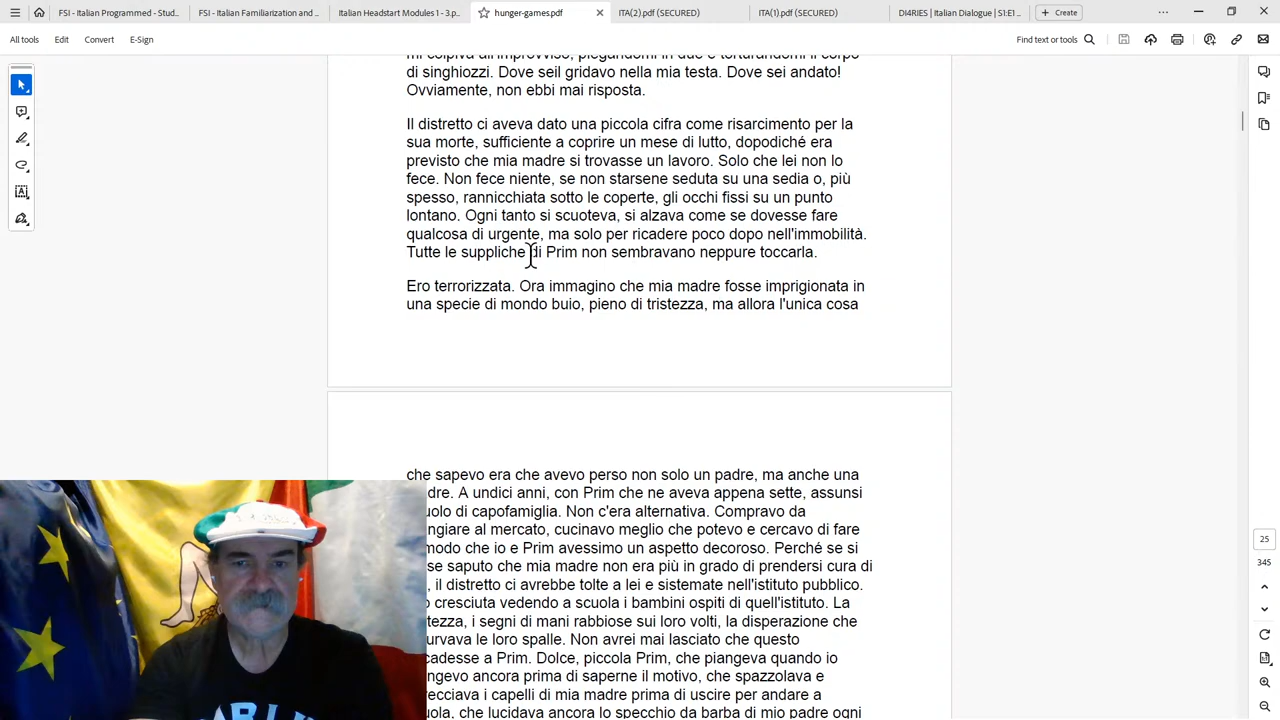 FSI - Italian Programmed - Stud...
FSI - Italian Familiarization and ...
Italian Headstart Modules 1 - 3.p...
hunger-games.pdf
ITA(2).pdf (SECURED)
ITA(1).pdf (SECURED)
DI4RIES | Italian Dialogue | S1:E1 ...
Create
All tools
Edit
Convert
E-Sign
Find text or tools
di singhiozzi. Dove seil gridavo nella mia testa. Dove sei andato!
Ovviamente, non ebbi mai risposta.
Il distretto ci aveva dato una piccola cifra come risarcimento per la
sua morte, sufficiente a coprire un mese di lutto, dopodiché era
previsto che mia madre si trovasse un lavoro. Solo che lei non lo
fece. Non fece niente, se non starsene seduta su una sedia o, più
spesso, rannicchiata sotto le coperte, gli occhi fissi su un punto
lontano. Ogni tanto si scuoteva, si alzava come se dovesse fare
qualcosa di urgente, ma solo per ricadere poco dopo nell'immobilità.
Tutte le suppliche di Prim non sembravano neppure toccarla.
Ero terrorizzata. Ora immagino che mia madre fosse imprigionata in
una specie di mondo buio, pieno di tristezza, ma allora l'unica cosa
che sapevo era che avevo perso non solo un padre, ma anche una
dre. A undici anni, con Prim che ne aveva appena sette, assunsi
uolo di capofamiglia. Non c'era alternativa. Compravo da
ngiare al mercato, cucinavo meglio che potevo e cercavo di fare
modo che io e Prim avessimo un aspetto decoroso. Perché se si
se saputo che mia madre non era più in grado di prendersi cura di
, il distretto ci avrebbe tolte a lei e sistemate nell'istituto pubblico.
o cresciuta vedendo a scuola i bambini ospiti di quell'istituto. La
tezza, i segni di mani rabbiose sui loro volti, la disperazione che
urvava le loro spalle. Non avrei mai lasciato che questo
cadesse a Prim. Dolce, piccola Prim, che piangeva quando io
ngevo ancora prima di saperne il motivo, che spazzolava e
ecciava i capelli di mia madre prima di uscire per andare a
uola, che lucidava ancora lo specchio da barba di mio padre ogni
25
345